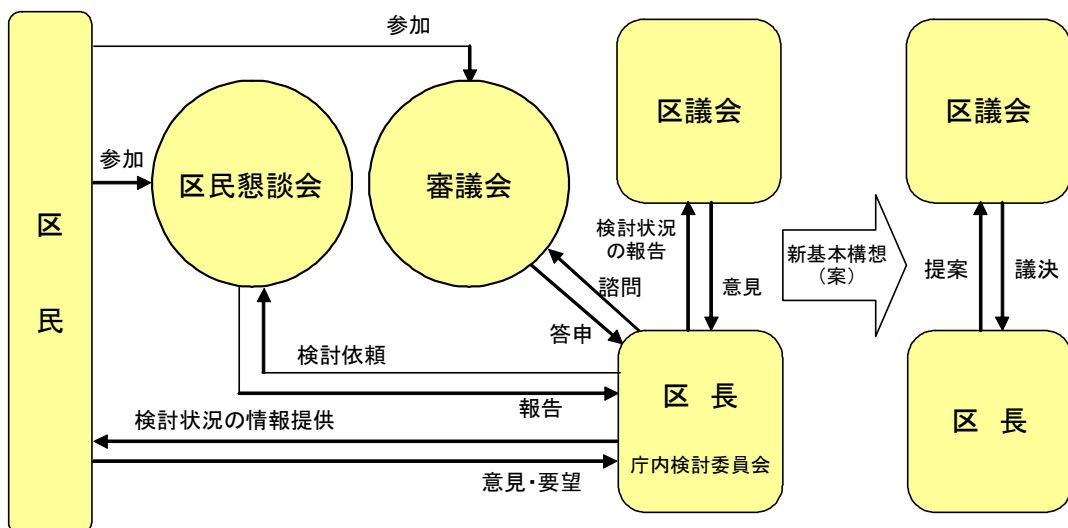 参加
区議会
区議会
参加
区民懇談会
審議会
区
民
検討状況
の報告
新基本構想
（案）
提案
議決
諮問
意見
答申
検討依頼
区 長
報告
検討状況の情報提供
区 長
庁内検討委員会
意見・要望